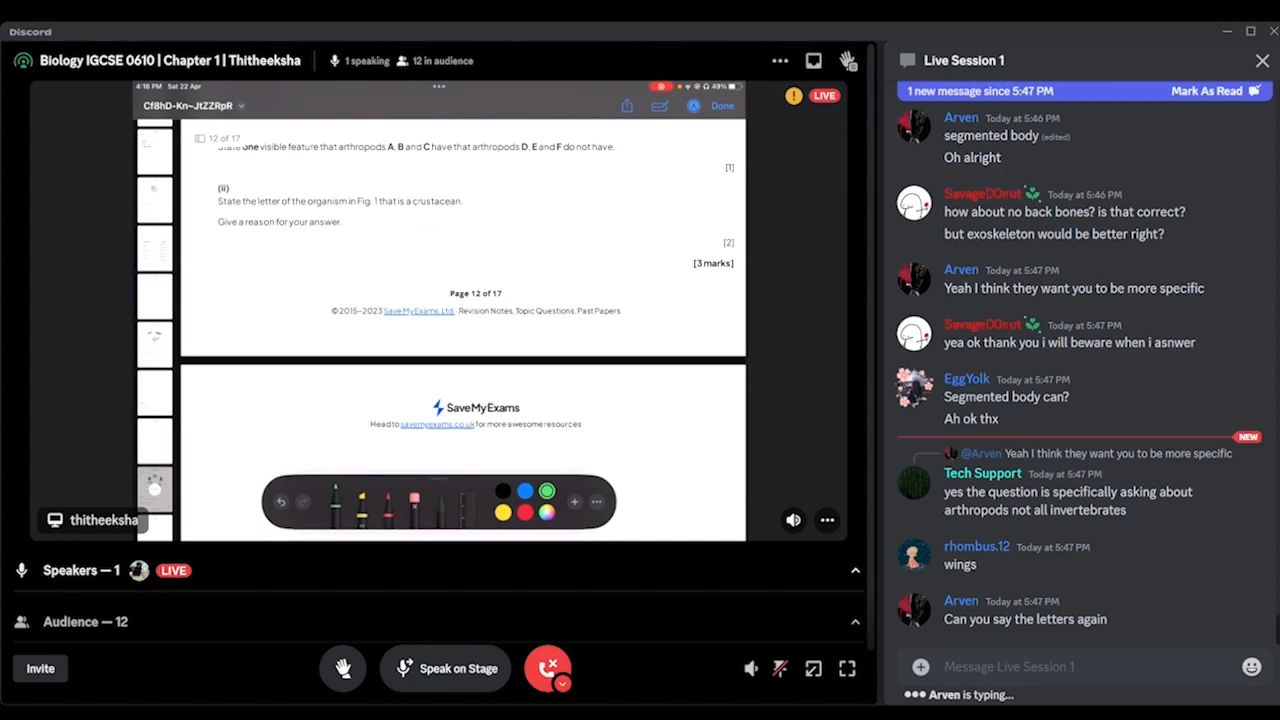 Discord
Biology IGSCE 0610 | Chapter 1 | Thitheeksha
1 speaking
12 in audience
4:18 PM Sat 22 Apr
49%
Cf8hD-Kn~JtZZRpR
Done
LIVE
12 of 17
State one visible feature that arthropods A, B and C have that arthropods D, E and F do not have.
[1]
(ii)
State the letter of the organism in Fig. 1 that is a crustacean.
Give a reason for your answer.
[2]
[3 marks]
Page 12 of 17
©2015–2023 Save My Exams, Ltd. · Revision Notes, Topic Questions, Past Papers
SaveMyExams
Head to savemyexams.co.uk for more awesome resources
thitheeksha
Speakers — 1
LIVE
Audience — 12
Invite
Speak on Stage
Live Session 1
1 new message since 5:47 PM
Mark As Read
Arven Today at 5:46 PM
segmented body (edited)
Oh alright
SavageD0nut Today at 5:46 PM
how about no back bones? is that correct?
but exoskeleton would be better right?
Arven Today at 5:47 PM
Yeah I think they want you to be more specific
SavageD0nut Today at 5:47 PM
yea ok thank you i will beware when i asnwer
EggYolk Today at 5:47 PM
Segmented body can?
Ah ok thx
NEW
@Arven Yeah I think they want you to be more specific
Tech Support Today at 5:47 PM
yes the question is specifically asking about
arthropods not all invertebrates
rhombus.12 Today at 5:47 PM
wings
Arven Today at 5:47 PM
Can you say the letters again
Message Live Session 1
Arven is typing...